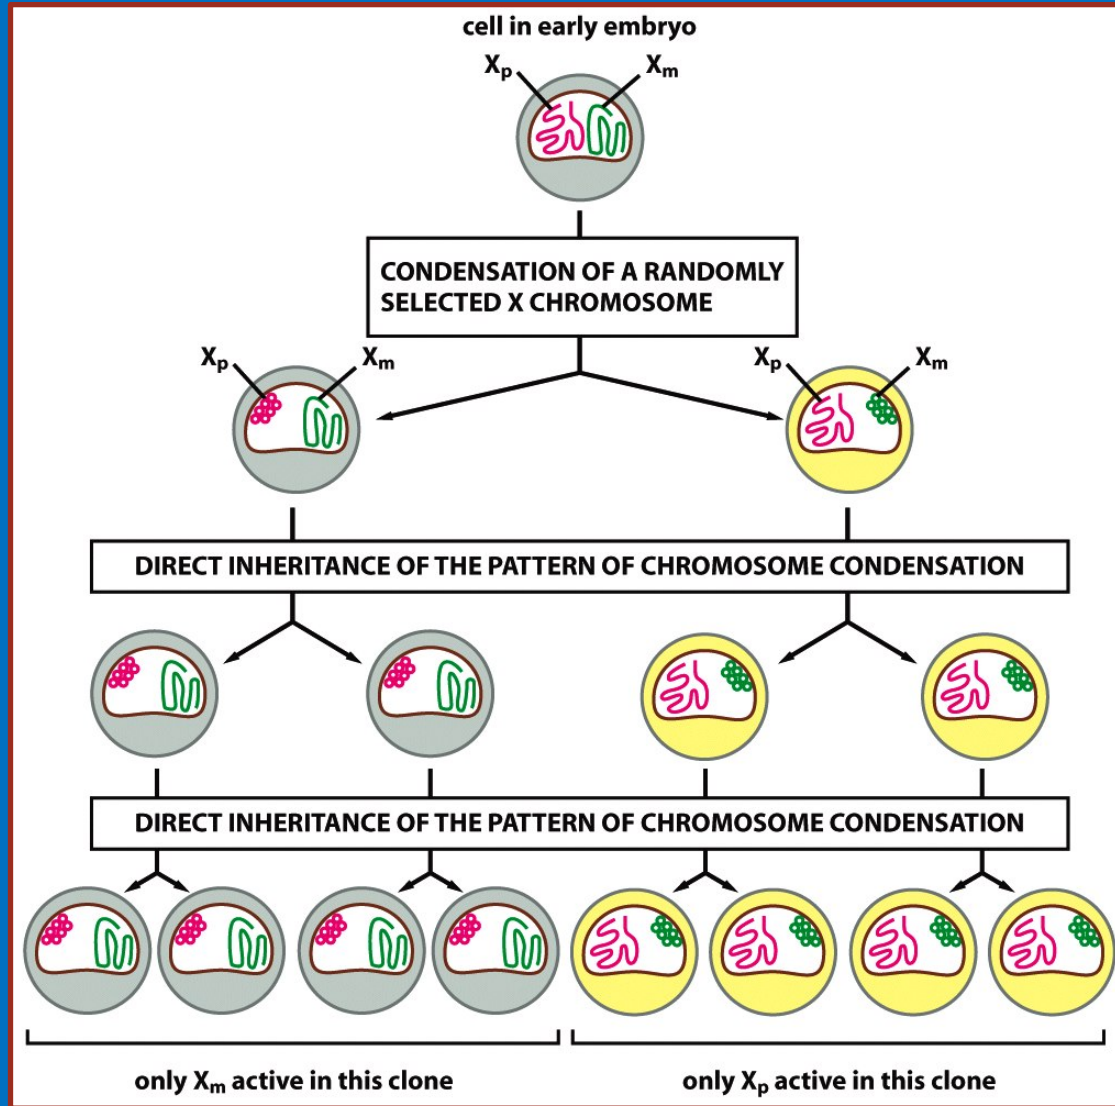 cell in early embryo
Xp Xm
CONDENSATION OF A RANDOMLY
SELECTED X CHROMOSOME
Xp Xm Xp Xm
DIRECT INHERITANCE OF THE PATTERN OF CHROMOSOME CONDENSATION
DIRECT INHERITANCE OF THE PATTERN OF CHROMOSOME CONDENSATION
only Xm active in this clone
only Xp active in this clone